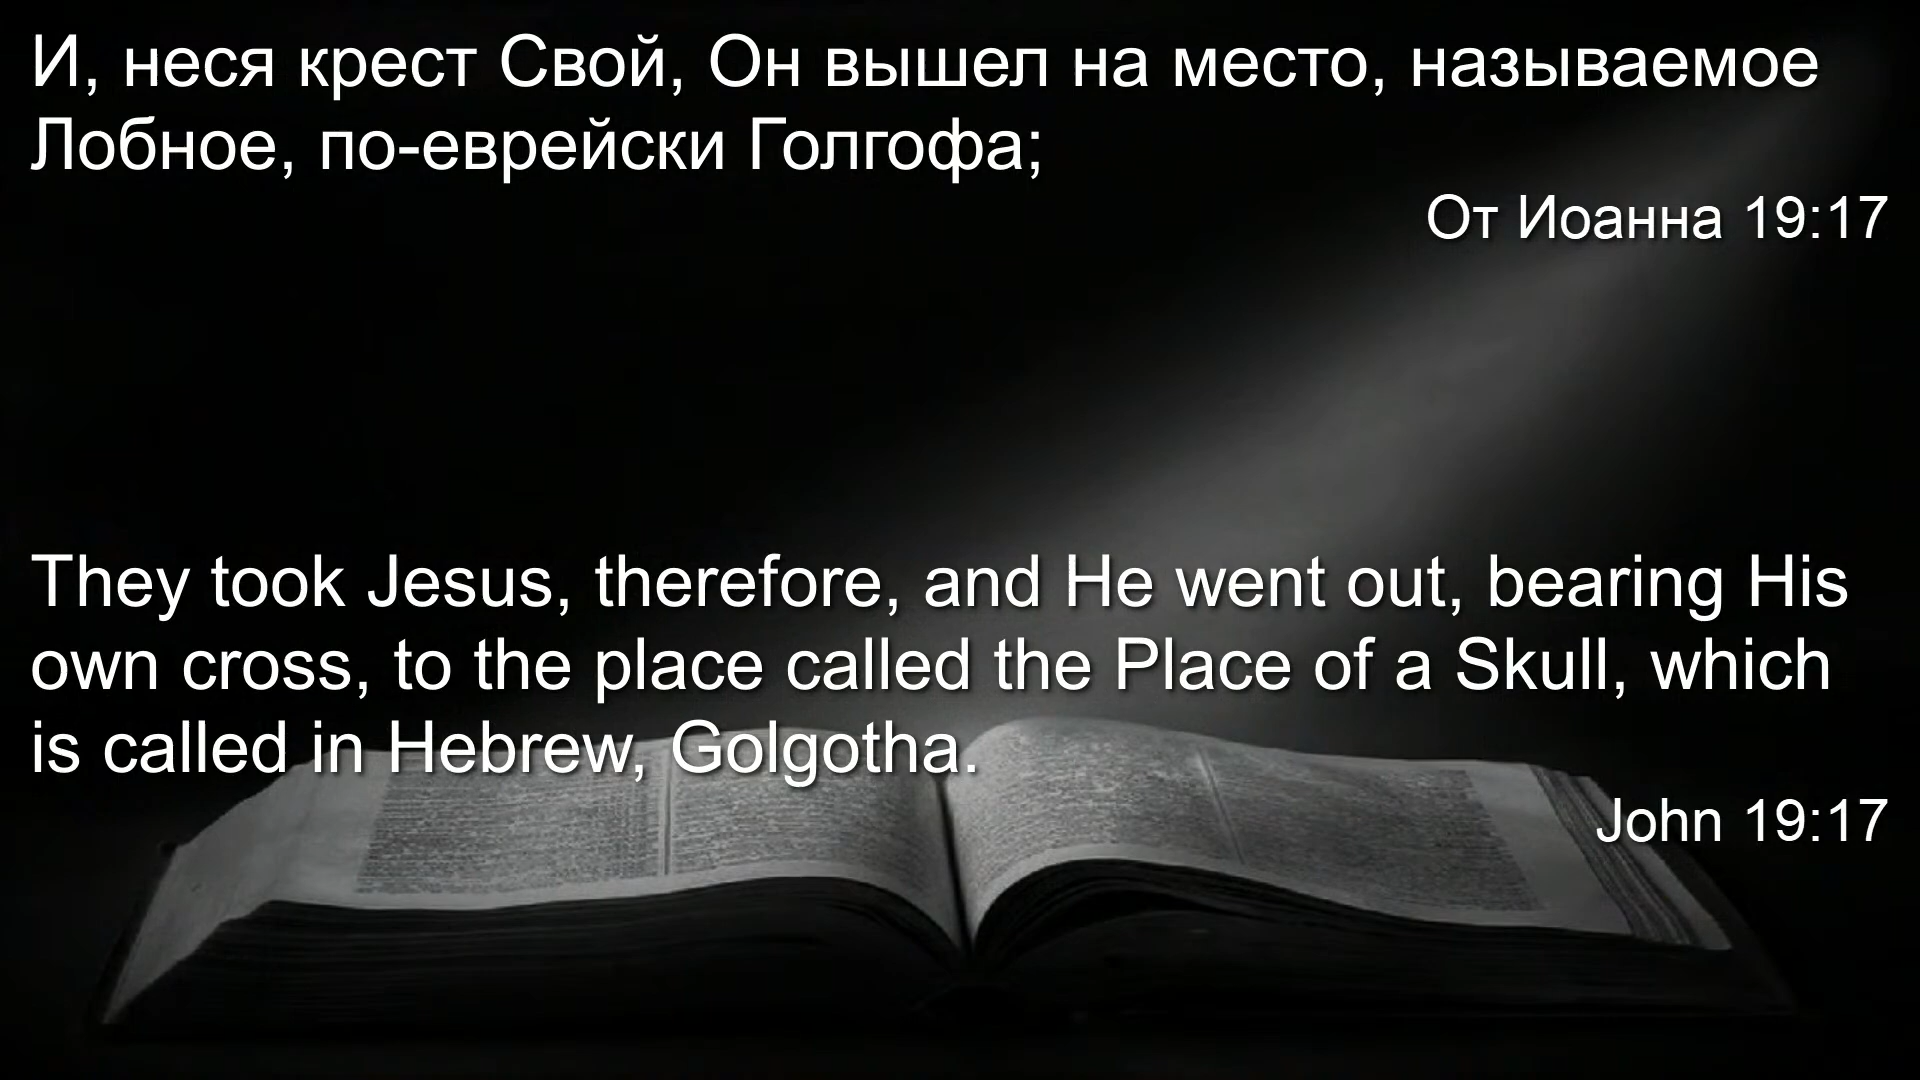 И, неся крест Свой, Он вышел на место, называемое
Лобное, по-еврейски Голгофа;
От Иоанна 19:17
They took Jesus, therefore, and He went out, bearing His
own cross, to the place called the Place of a Skull, which
is called in Hebrew, Golgotha.
John 19:17